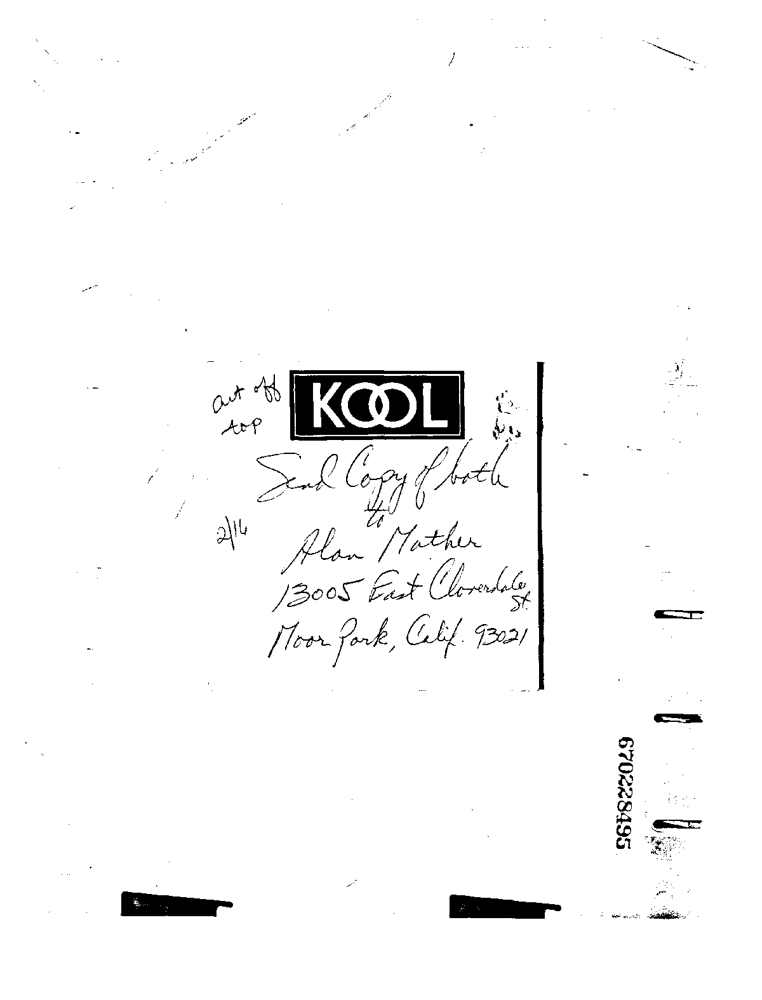 cut off
top
KOOL
Send Copy of both
to
2/16
Alan Mather
13005 East Cloverdale
St.
Moor Park, Calif. 93021
670228495